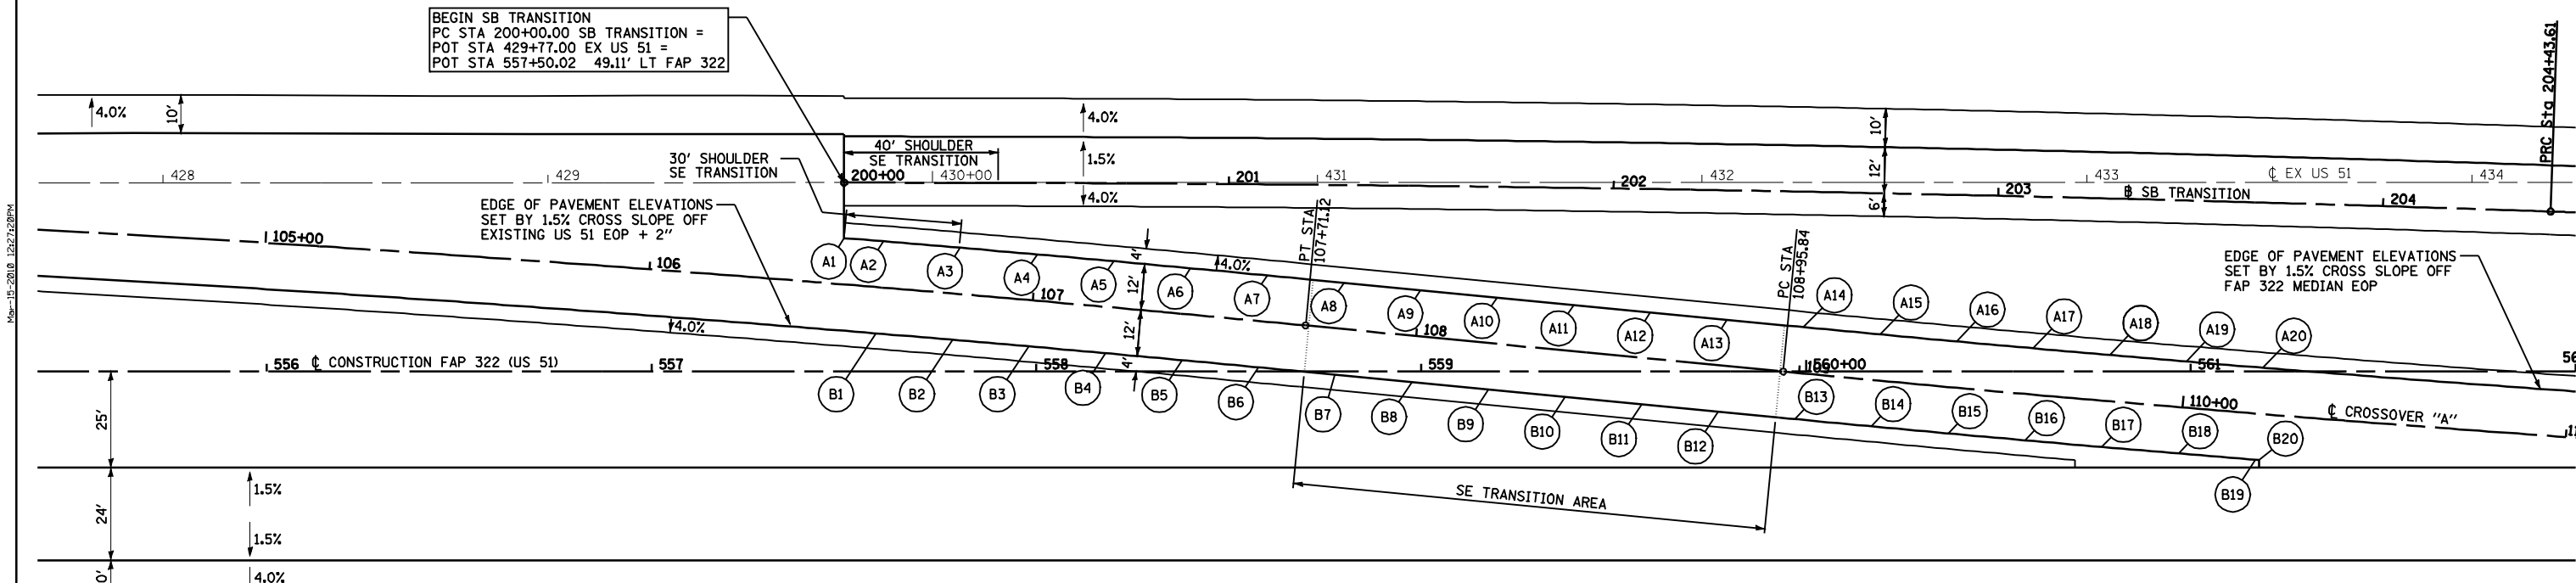 BEGIN SB TRANSITION
PC STA 200+00.00 SB TRANSITION =
POT STA 429+77.00 EX US 51 =
POT STA 557+50.02 49.11' LT FAP 322
PRC Sta 204+43.61
4.0%
10'
4.0%
10'
40' SHOULDER
SE TRANSITION
1.5%
12'
30' SHOULDER
SE TRANSITION
428
429
200+00
430+00
201
431
202
432
203
433
℄ EX US 51
434
B SB TRANSITION
204
4.0%
6'
EDGE OF PAVEMENT ELEVATIONS
SET BY 1.5% CROSS SLOPE OFF
EXISTING US 51 EOP + 2"
PT STA
107+71.12
PC STA
108+95.84
105+00
106
107
108
110+00
4'
4.0%
12'
12'
4'
A1
A2
A3
A4
A5
A6
A7
A8
A9
A10
A11
A12
A13
A14
A15
A16
A17
A18
A19
A20
EDGE OF PAVEMENT ELEVATIONS
SET BY 1.5% CROSS SLOPE OFF
FAP 322 MEDIAN EOP
4.0%
556
℄ CONSTRUCTION FAP 322 (US 51)
557
558
559
560+00
561
56
℄ CROSSOVER "A"
11
B1
B2
B3
B4
B5
B6
B7
B8
B9
B10
B11
B12
B13
B14
B15
B16
B17
B18
B19
B20
25'
SE TRANSITION AREA
1.5%
24'
1.5%
4.0%
0'
Mar-15-2010 12:27:20PM